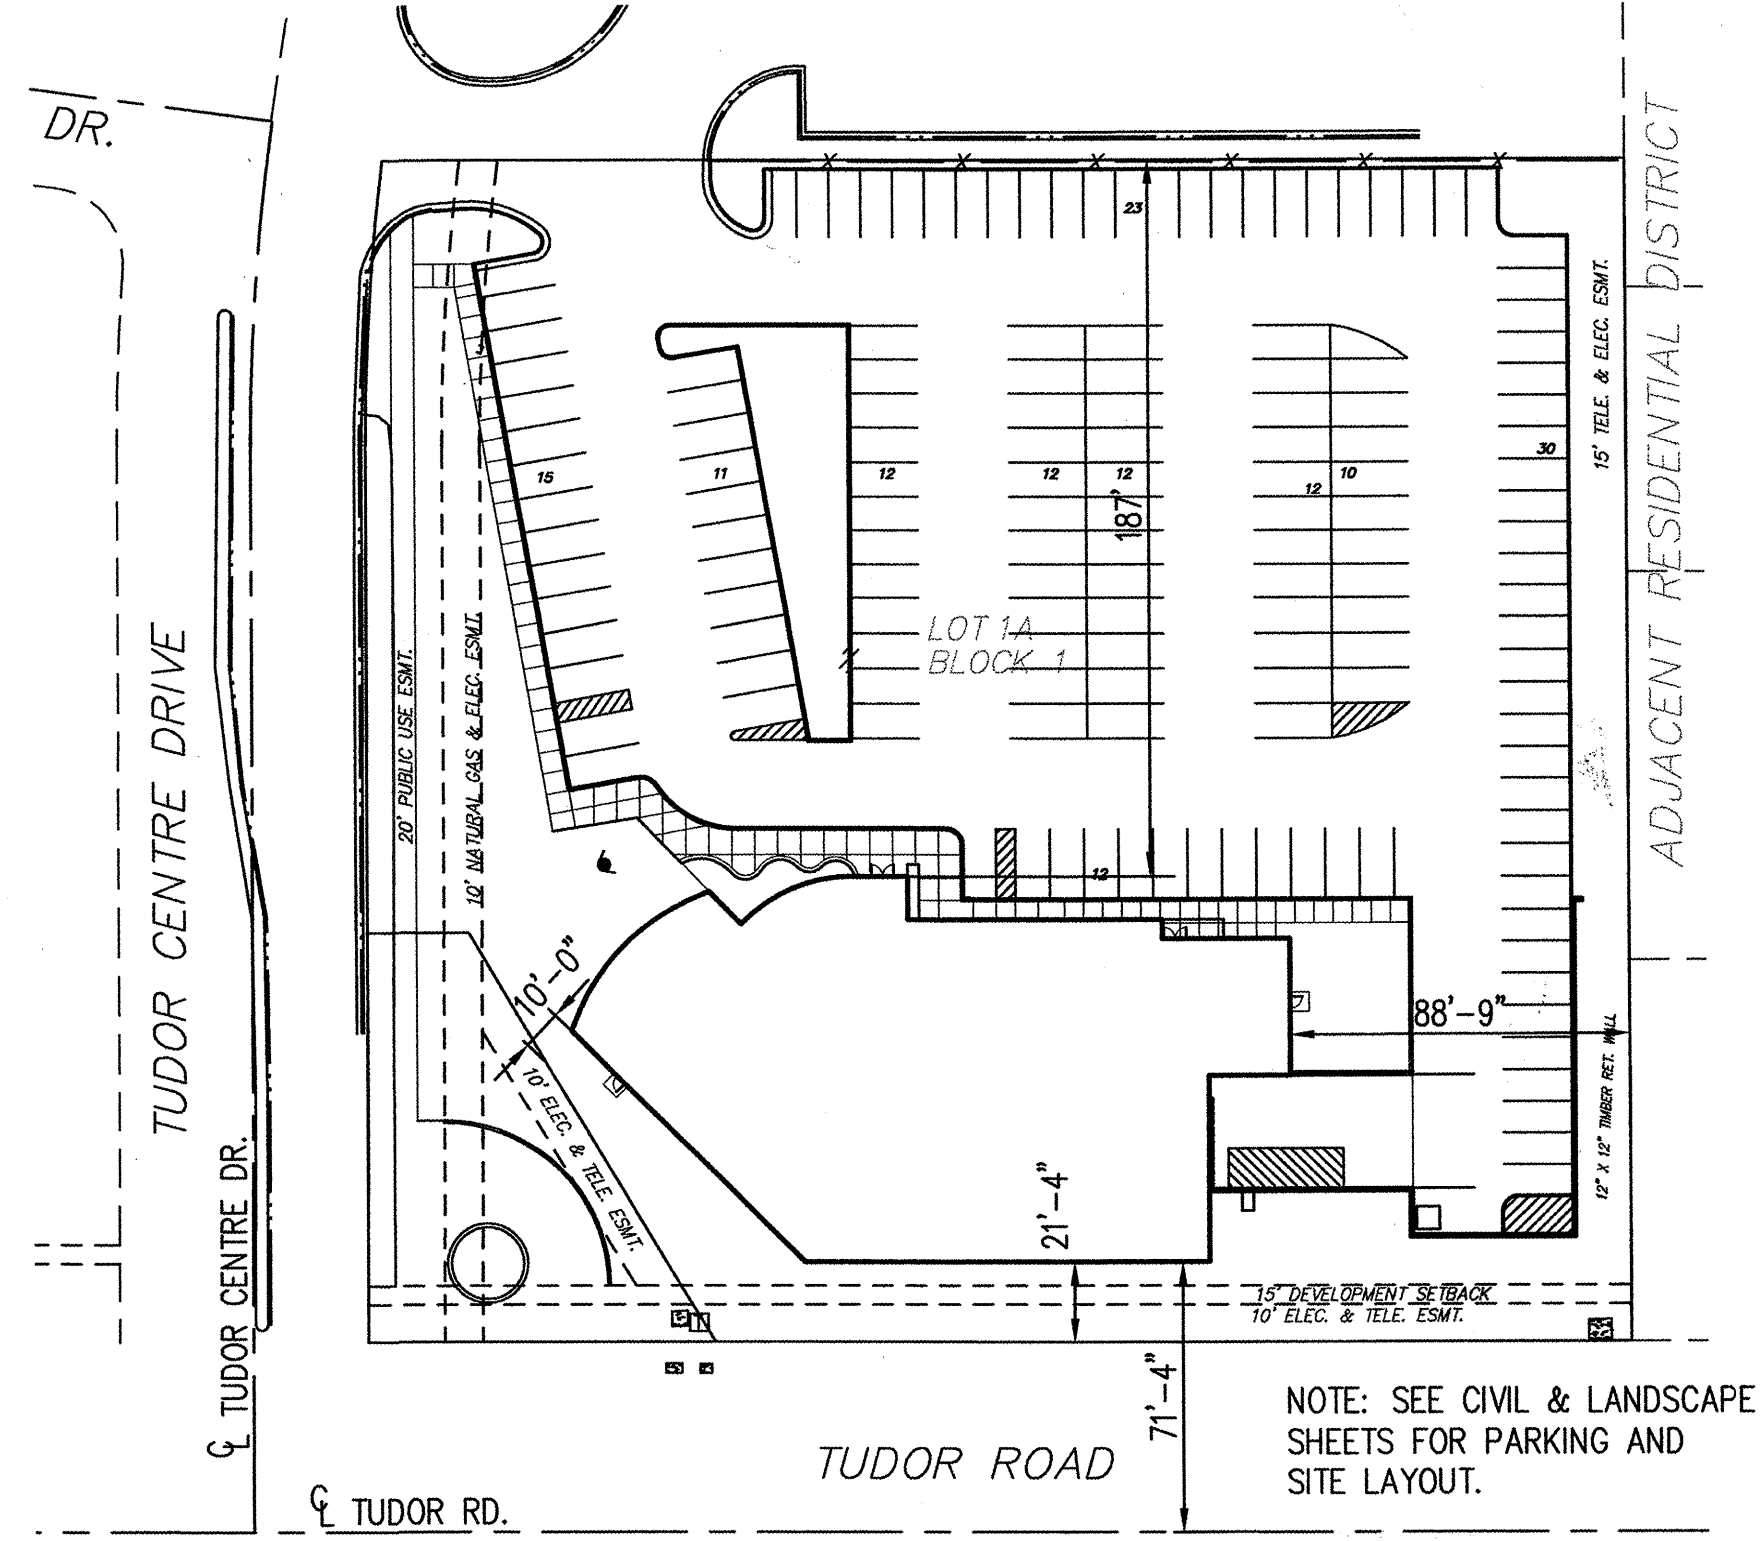 DR.
23
15' TELE. & ELEC. ESMT.
ADJACENT RESIDENTIAL DISTRICT
15
11
12
12
12
12
10
30
187'
LOT 1A
BLOCK 1
TUDOR CENTRE DRIVE
20' PUBLIC USE ESMT.
10' NATURAL GAS & ELEC. ESMT.
12
10'-0"
88'-9"
12" X 12" TIMBER RET. WALL
10' ELEC. & TELE. ESMT.
21'-4"
℄ TUDOR CENTRE DR.
15' DEVELOPMENT SETBACK
10' ELEC. & TELE. ESMT.
71'-4"
NOTE: SEE CIVIL & LANDSCAPE
SHEETS FOR PARKING AND
SITE LAYOUT.
TUDOR ROAD
℄ TUDOR RD.